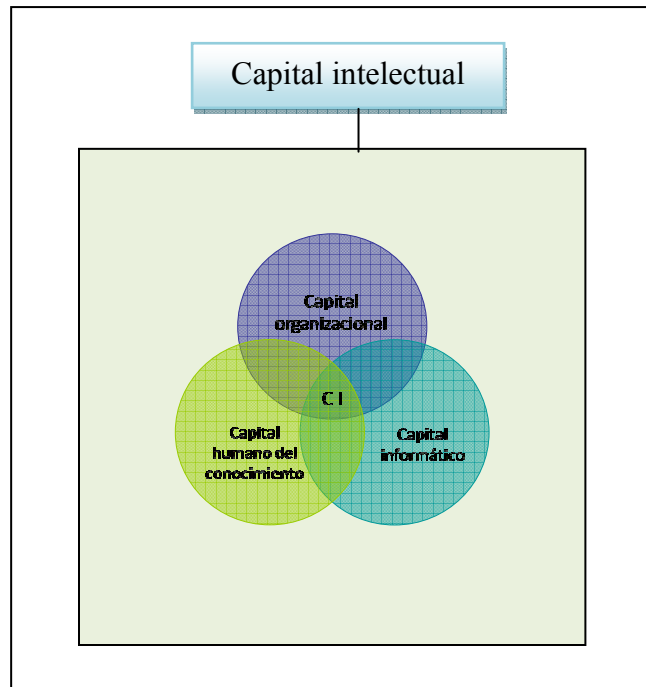 Capital intelectual
Capital
organizacional
C I
Capital
humano del
conocimiento
Capital
informático